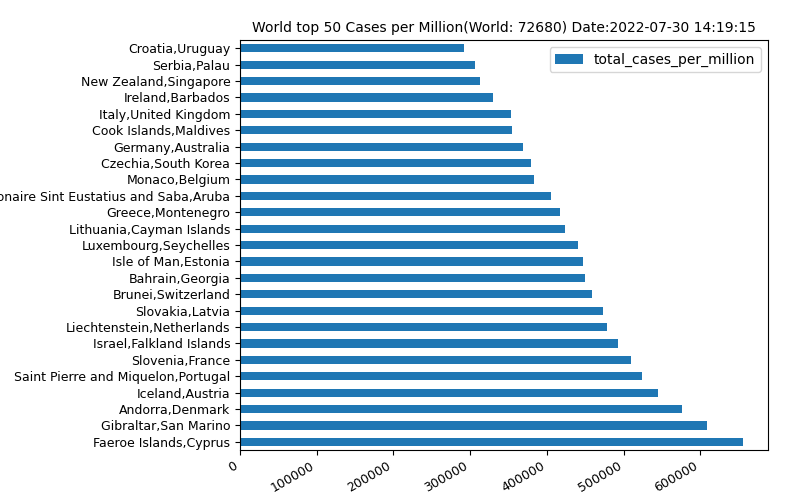 World top 50 Cases per Million(World: 72680) Date:2022-07-30 14:19:15
total_cases_per_million
Croatia,Uruguay
Serbia,Palau
New Zealand,Singapore
Ireland,Barbados
Italy,United Kingdom
Cook Islands,Maldives
Germany,Australia
Czechia,South Korea
Monaco,Belgium
onaire Sint Eustatius and Saba,Aruba
Greece,Montenegro
Lithuania,Cayman Islands
Luxembourg,Seychelles
Isle of Man,Estonia
Bahrain,Georgia
Brunei,Switzerland
Slovakia,Latvia
Liechtenstein,Netherlands
Israel,Falkland Islands
Slovenia,France
Saint Pierre and Miquelon,Portugal
Iceland,Austria
Andorra,Denmark
Gibraltar,San Marino
Faeroe Islands,Cyprus
0 100000 200000 300000 400000 500000 600000